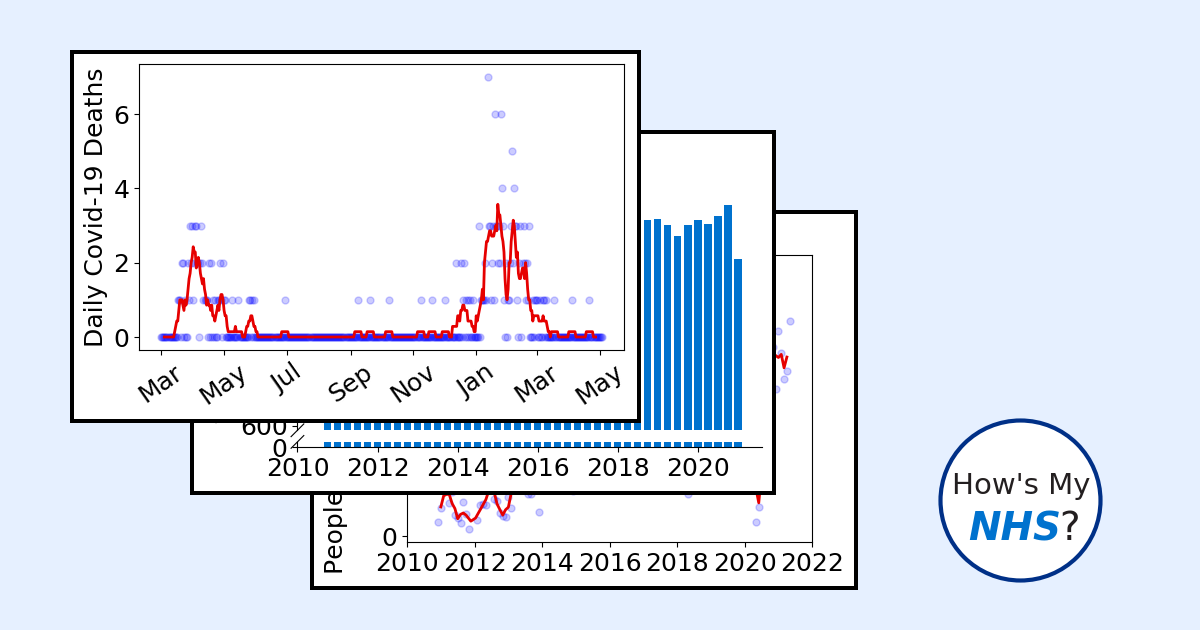 Daily Covid-19 Deaths
6
4
2
0
Mar May Jul Sep Nov Jan Mar May
600
0
2010 2012 2014 2016 2018 2020
People
0
2010 2012 2014 2016 2018 2020 2022
How's My
NHS?